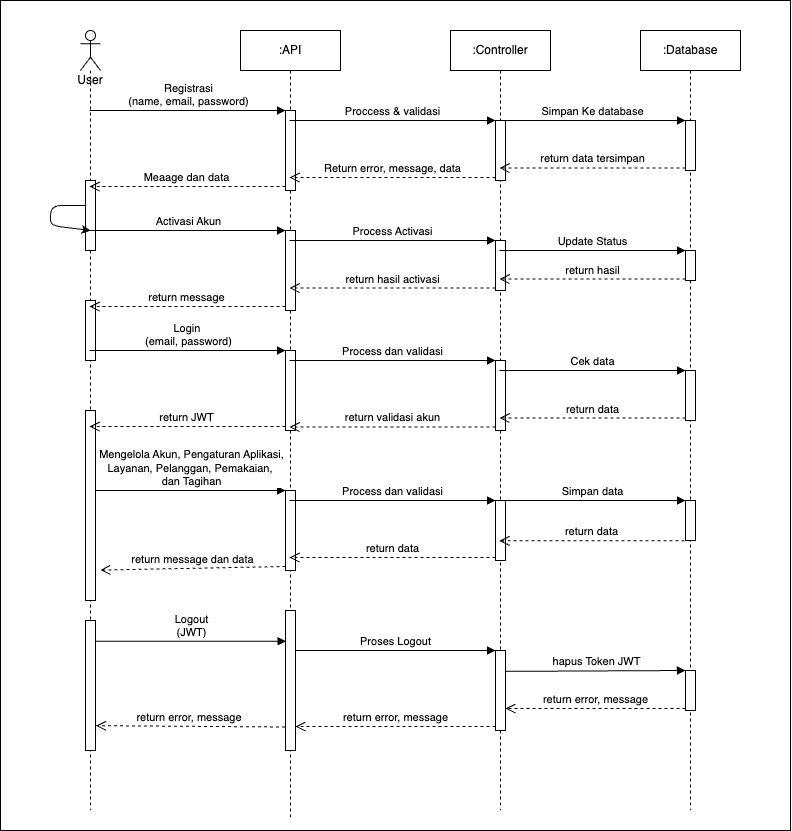 User
:API
:Controller
:Database
Registrasi
(name, email, password)
Proccess & validasi
Simpan Ke database
return data tersimpan
Return error, message, data
Meaage dan data
Activasi Akun
Process Activasi
Update Status
return hasil
return hasil activasi
return message
Login
(email, password)
Process dan validasi
Cek data
return data
return validasi akun
return JWT
Mengelola Akun, Pengaturan Aplikasi,
Layanan, Pelanggan, Pemakaian,
dan Tagihan
Process dan validasi
Simpan data
return data
return data
return message dan data
Logout
(JWT)
Proses Logout
hapus Token JWT
return error, message
return error, message
return error, message